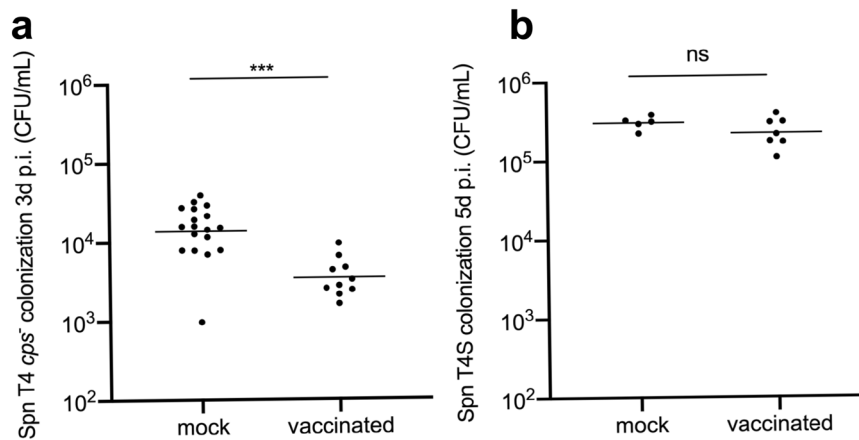 a
***
Spn T4 cps⁻ colonization 3d p.i. (CFU/mL)
10⁶
10⁵
10⁴
10³
10²
mock vaccinated
b
ns
Spn T4S colonization 5d p.i. (CFU/mL)
10⁶
10⁵
10⁴
10³
10²
mock vaccinated